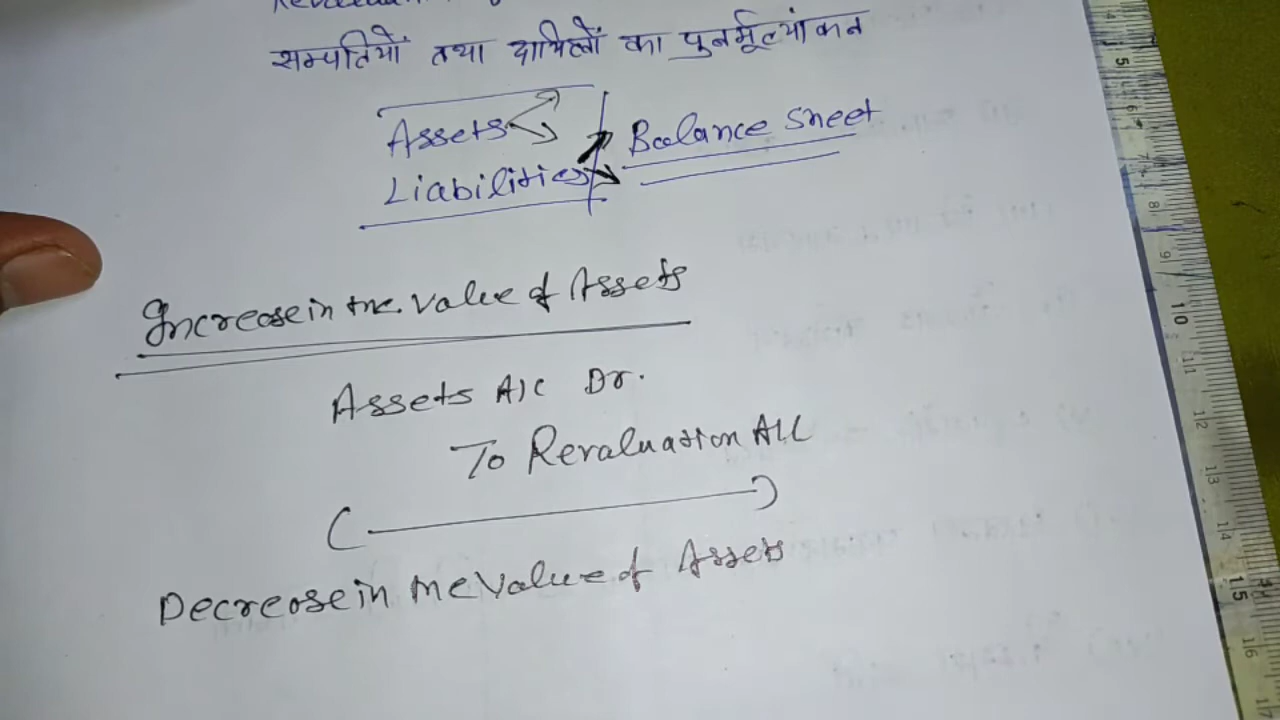 सम्पतियों तथा दायित्वों का पुनर्मूल्यांकन
Assets
Liabilities
Balance Sheet
Increase in the value of Assets
Assets A/C Dr.
To Revaluation A/C
( )
Decrease in the value of Assets